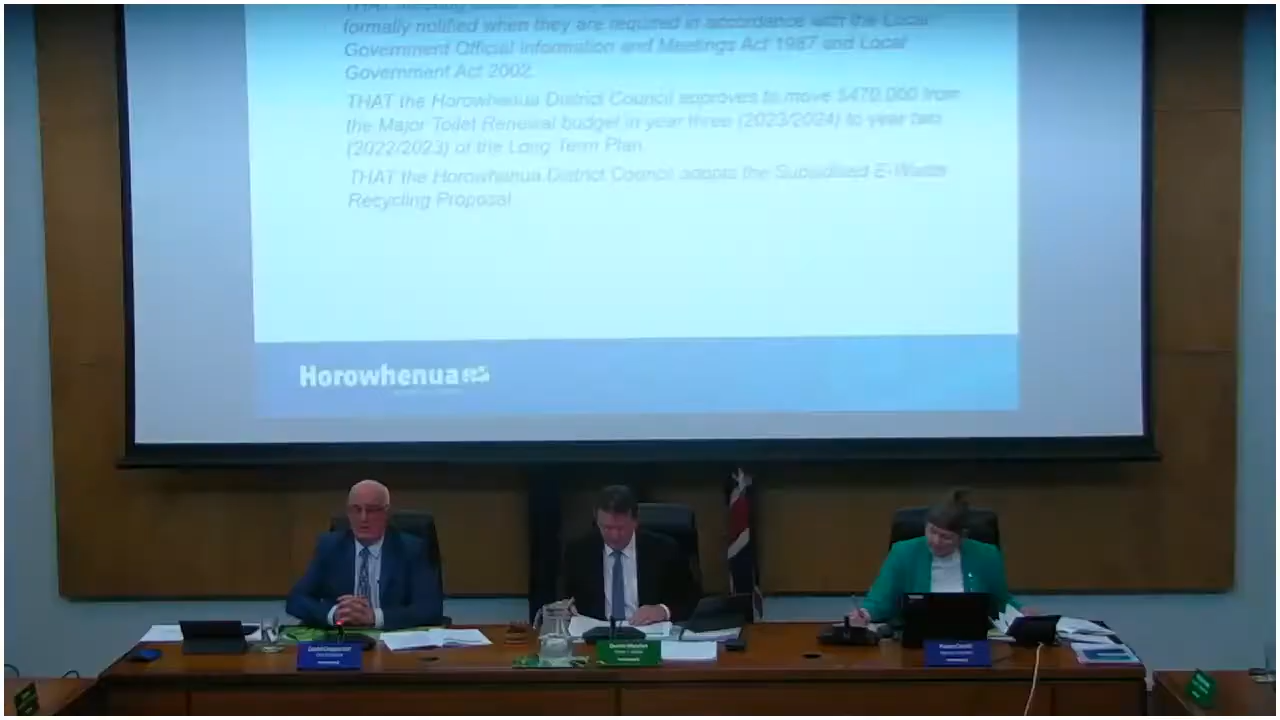 THAT
formally notified when they are required in accordance with the Local
Government Official Information and Meetings Act 1987 and Local
Government Act 2002.
THAT the Horowhenua District Council approves to move $470,000 from
the Major Toilet Renewal budget in year three (2023/2024) to year two
(2022/2023) of the Long Term Plan.
THAT the Horowhenua District Council adopts the Subsidised E-Waste
Recycling Proposal
Horowhenua